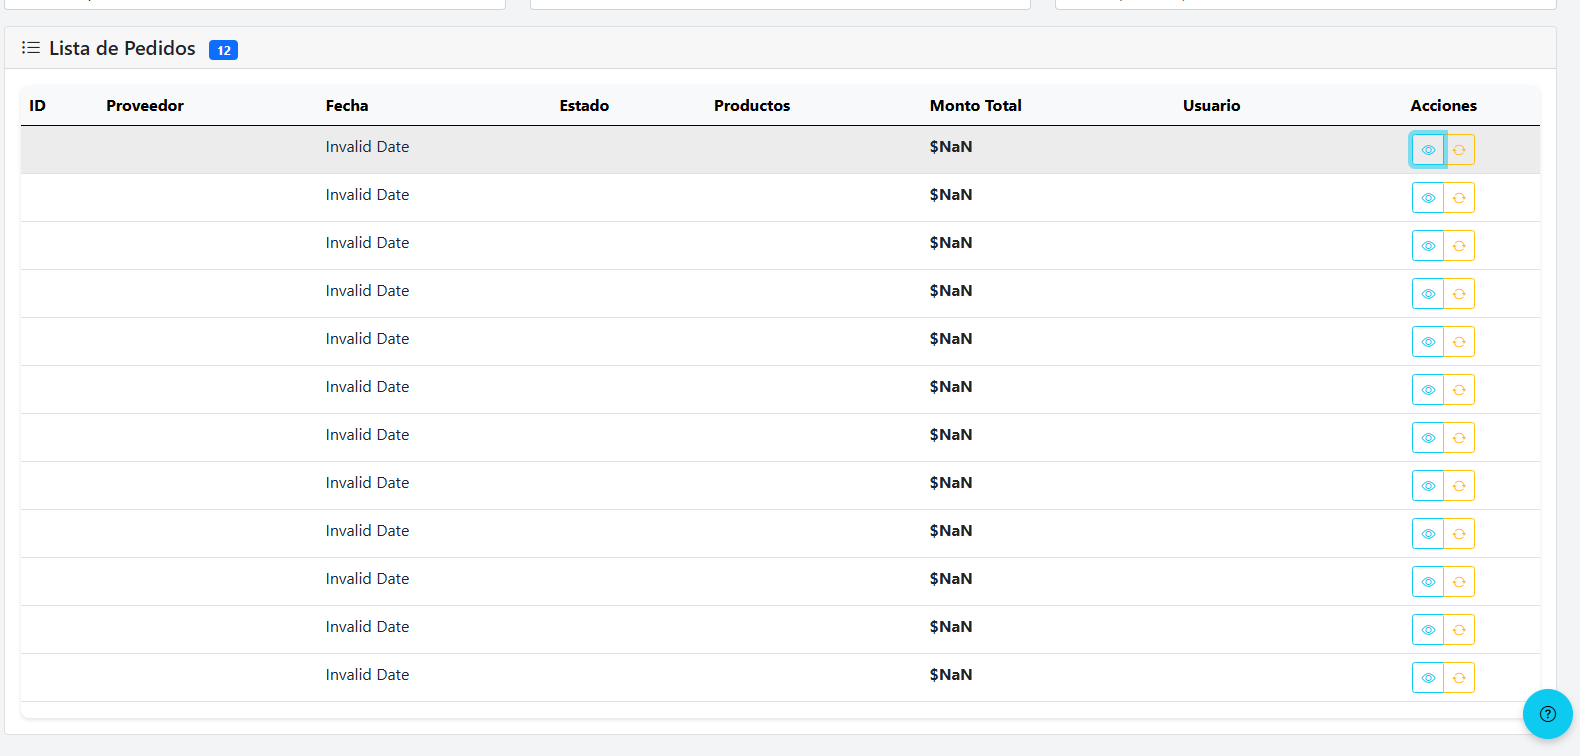 Lista de Pedidos 12
ID Proveedor Fecha Estado Productos Monto Total Usuario Acciones
Invalid Date $NaN
Invalid Date $NaN
Invalid Date $NaN
Invalid Date $NaN
Invalid Date $NaN
Invalid Date $NaN
Invalid Date $NaN
Invalid Date $NaN
Invalid Date $NaN
Invalid Date $NaN
Invalid Date $NaN
Invalid Date $NaN